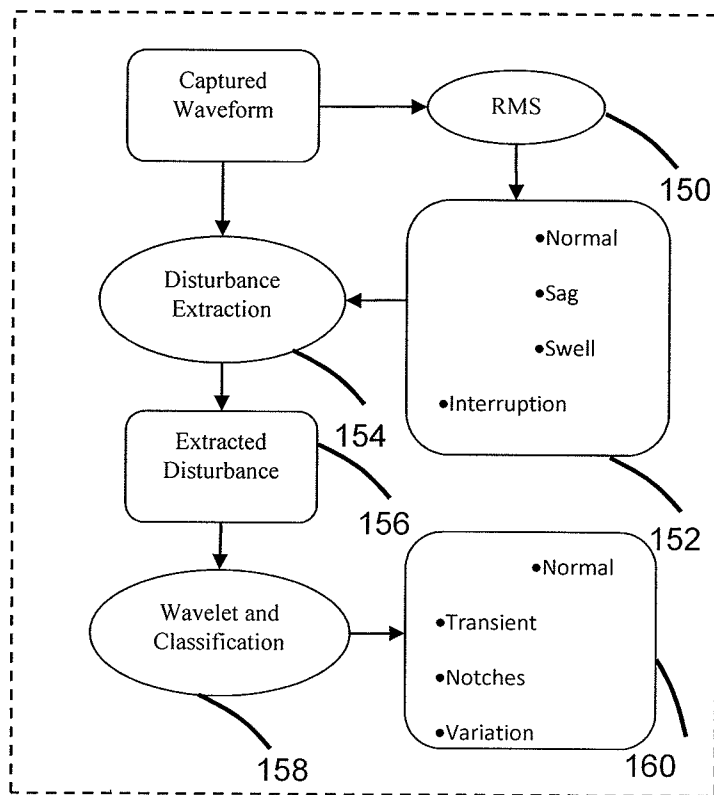 Captured
Waveform
RMS
150
•Normal
•Sag
•Swell
•Interruption
152
Disturbance
Extraction
154
Extracted
Disturbance
156
Wavelet and
Classification
158
•Normal
•Transient
•Notches
•Variation
160